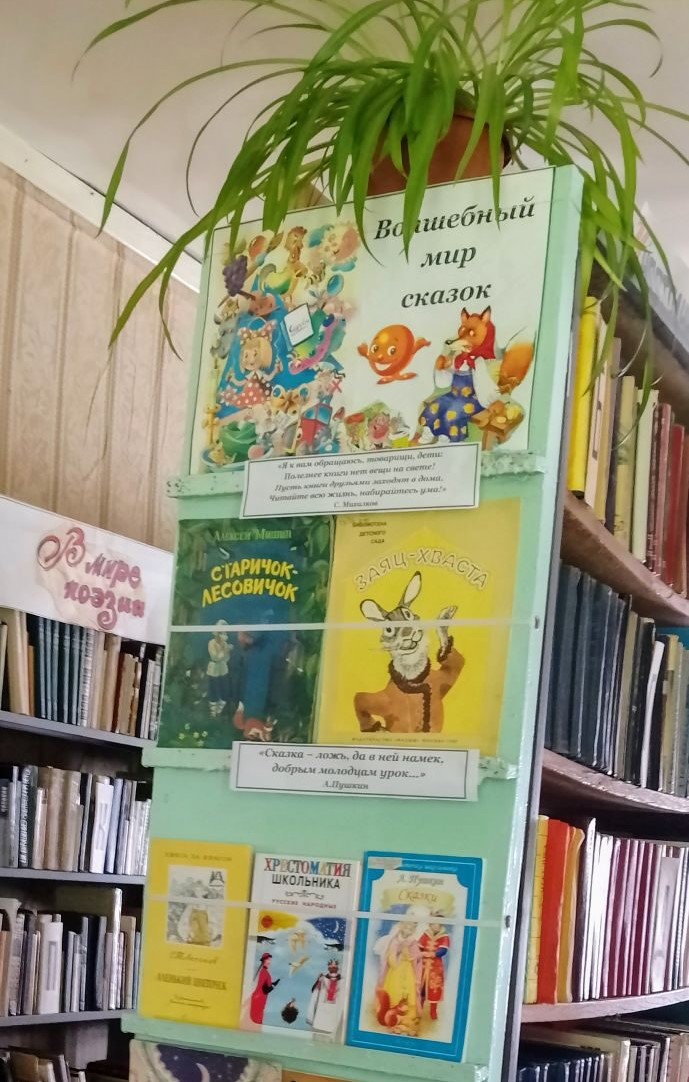 Волшебный
мир
сказок
«Я к вам обращаюсь, товарищи, дети:
Полезнее книги нет вещи на свете!
Пусть книги друзьями заходят в дома,
Читайте всю жизнь, набирайтесь ума!»
С. Михалков
В мире
поэзии
СТАРИЧОК-
ЛЕСОВИЧОК
БИБЛИОТЕКА
ДЕТСКОГО
САДА
ЗАЯЦ-ХВАСТА
«Сказка – ложь, да в ней намек,
добрым молодцам урок...»
А.Пушкин
АЛЕНЬКИЙ ЦВЕТОЧЕК
ХРЕСТОМАТИЯ
ШКОЛЬНИКА
РУССКИЕ НАРОДНЫЕ
А. Пушкин
Сказки